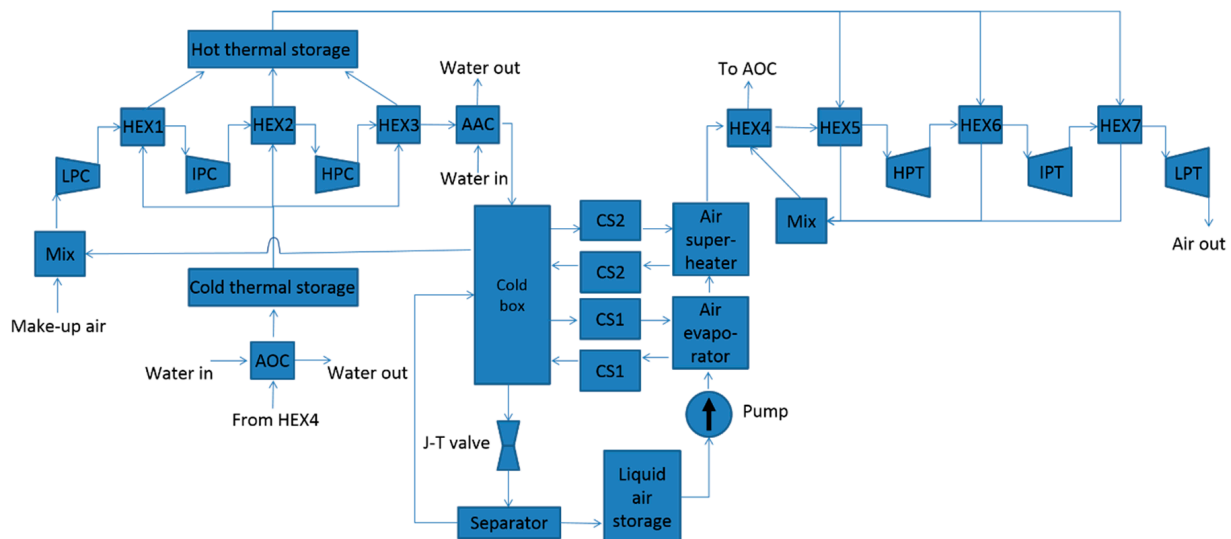 Hot thermal storage
Water out
To AOC
HEX1
HEX2
HEX3
AAC
HEX4
HEX5
HEX6
HEX7
LPC
IPC
HPC
HPT
IPT
LPT
Water in
Mix
CS2
Air
super-
heater
Mix
Air out
Cold thermal storage
CS2
Cold
box
Make-up air
CS1
Air
evapo-
rator
Water in
AOC
Water out
CS1
From HEX4
Pump
J-T valve
Liquid
air
storage
Separator